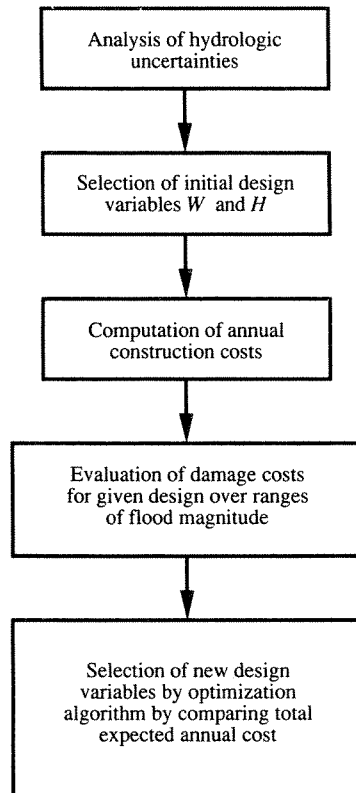 Analysis of hydrologic
uncertainties
Selection of initial design
variables W and H
Computation of annual
construction costs
Evaluation of damage costs
for given design over ranges
of flood magnitude
Selection of new design
variables by optimization
algorithm by comparing total
expected annual cost